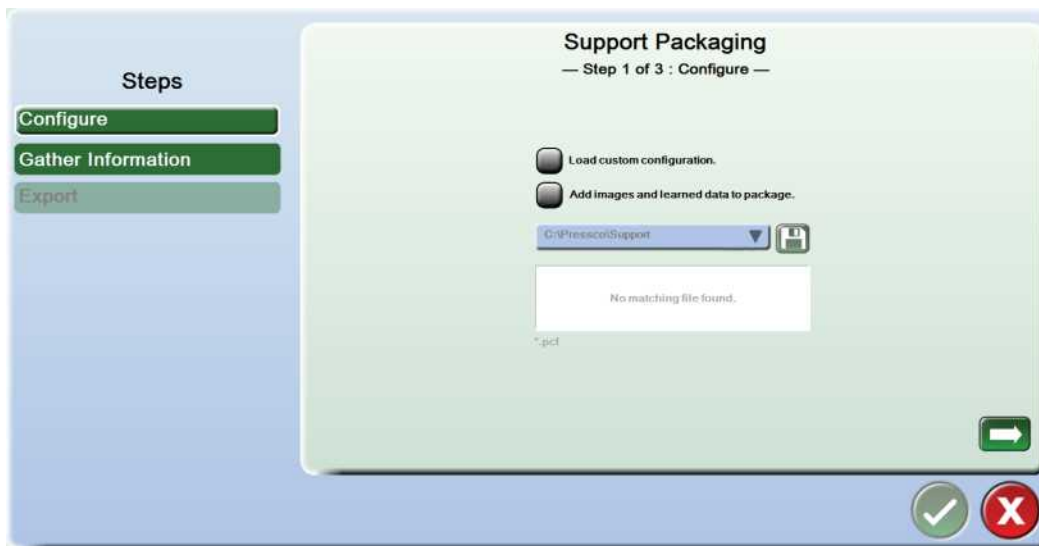 Steps
Configure
Gather Information
Export
Support Packaging
— Step 1 of 3 : Configure —
Load custom configuration.
Add images and learned data to package.
C:\Pressco\Support
No matching file found.
*.pcf